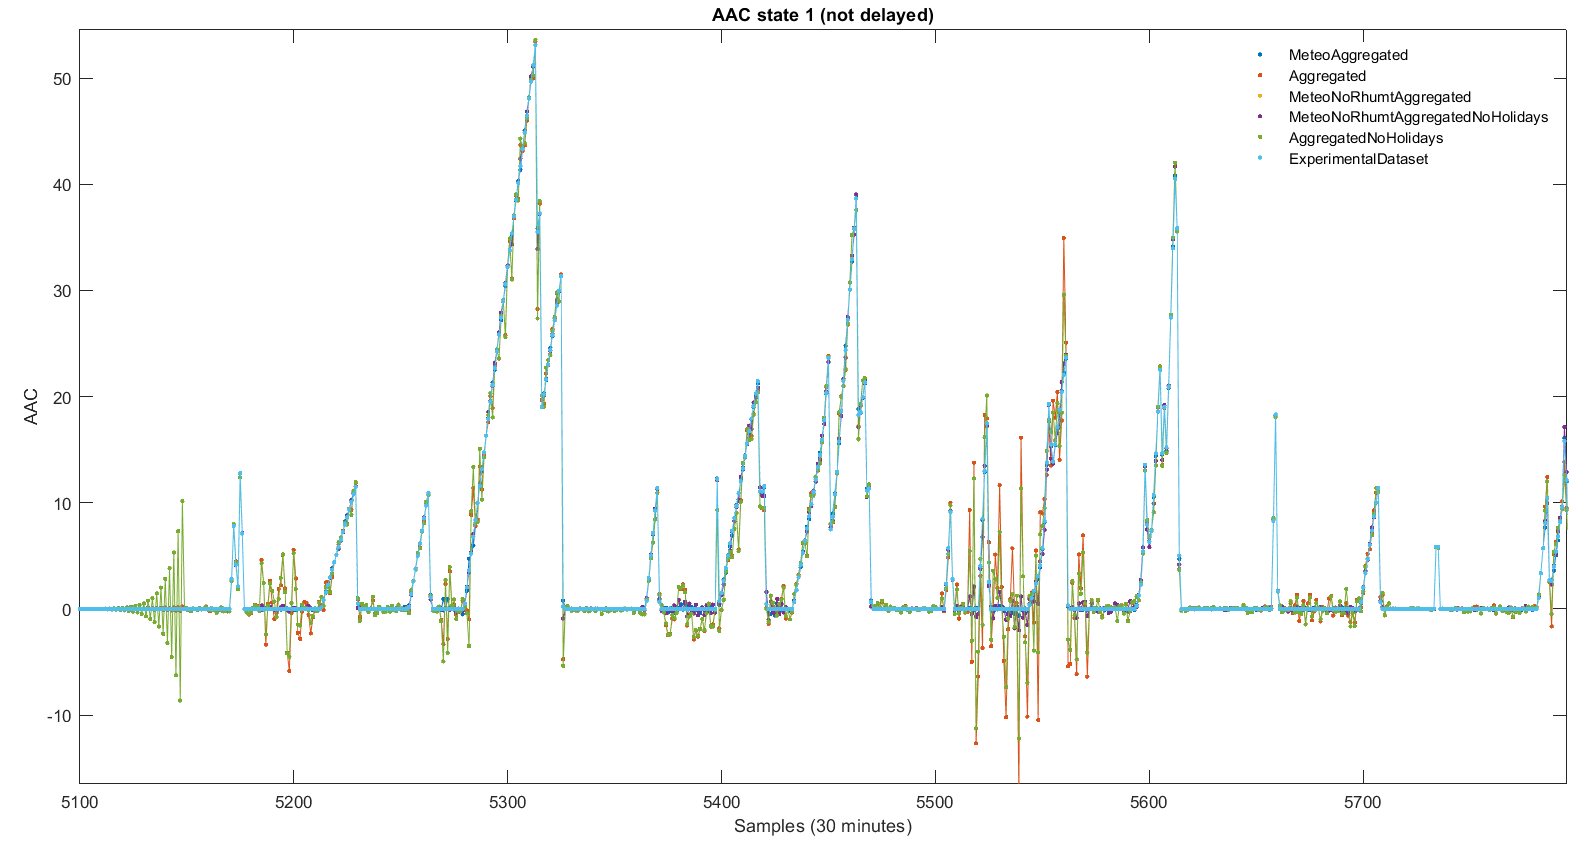 AAC state 1 (not delayed)
MeteoAggregated
Aggregated
MeteoNoRhumtAggregated
MeteoNoRhumtAggregatedNoHolidays
AggregatedNoHolidays
ExperimentalDataset
AAC
50
40
30
20
10
0
-10
5100
5200
5300
5400
5500
5600
5700
Samples (30 minutes)